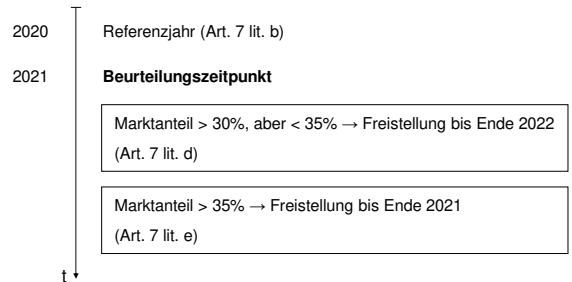 2020 Referenzjahr (Art. 7 lit. b)
2021 Beurteilungszeitpunkt
Marktanteil > 30%, aber < 35% → Freistellung bis Ende 2022
(Art. 7 lit. d)
Marktanteil > 35% → Freistellung bis Ende 2021
(Art. 7 lit. e)
t